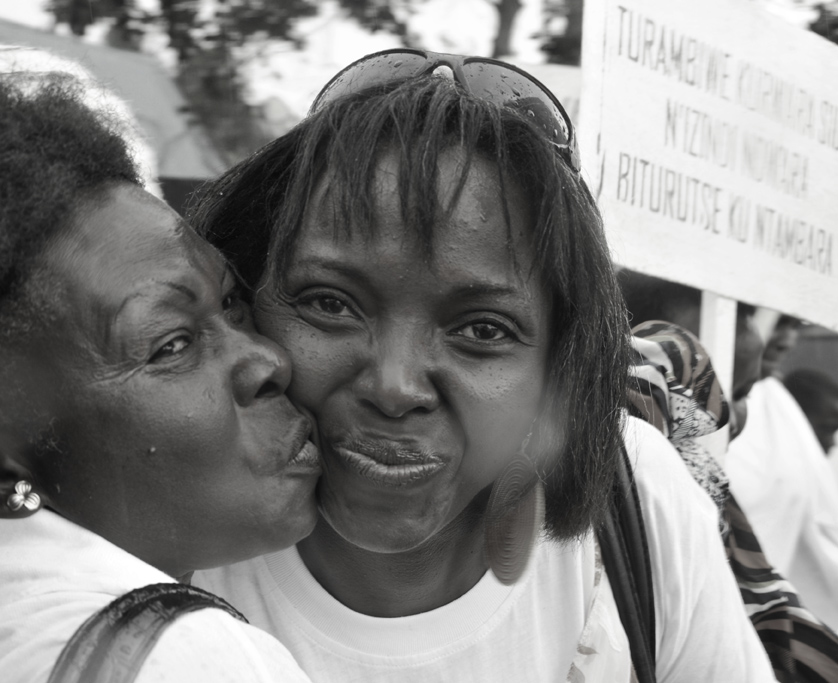 TURAMBIWE KURWARA
N'IZINDI NDWARA
BITURUTSE KU NTAMBARA